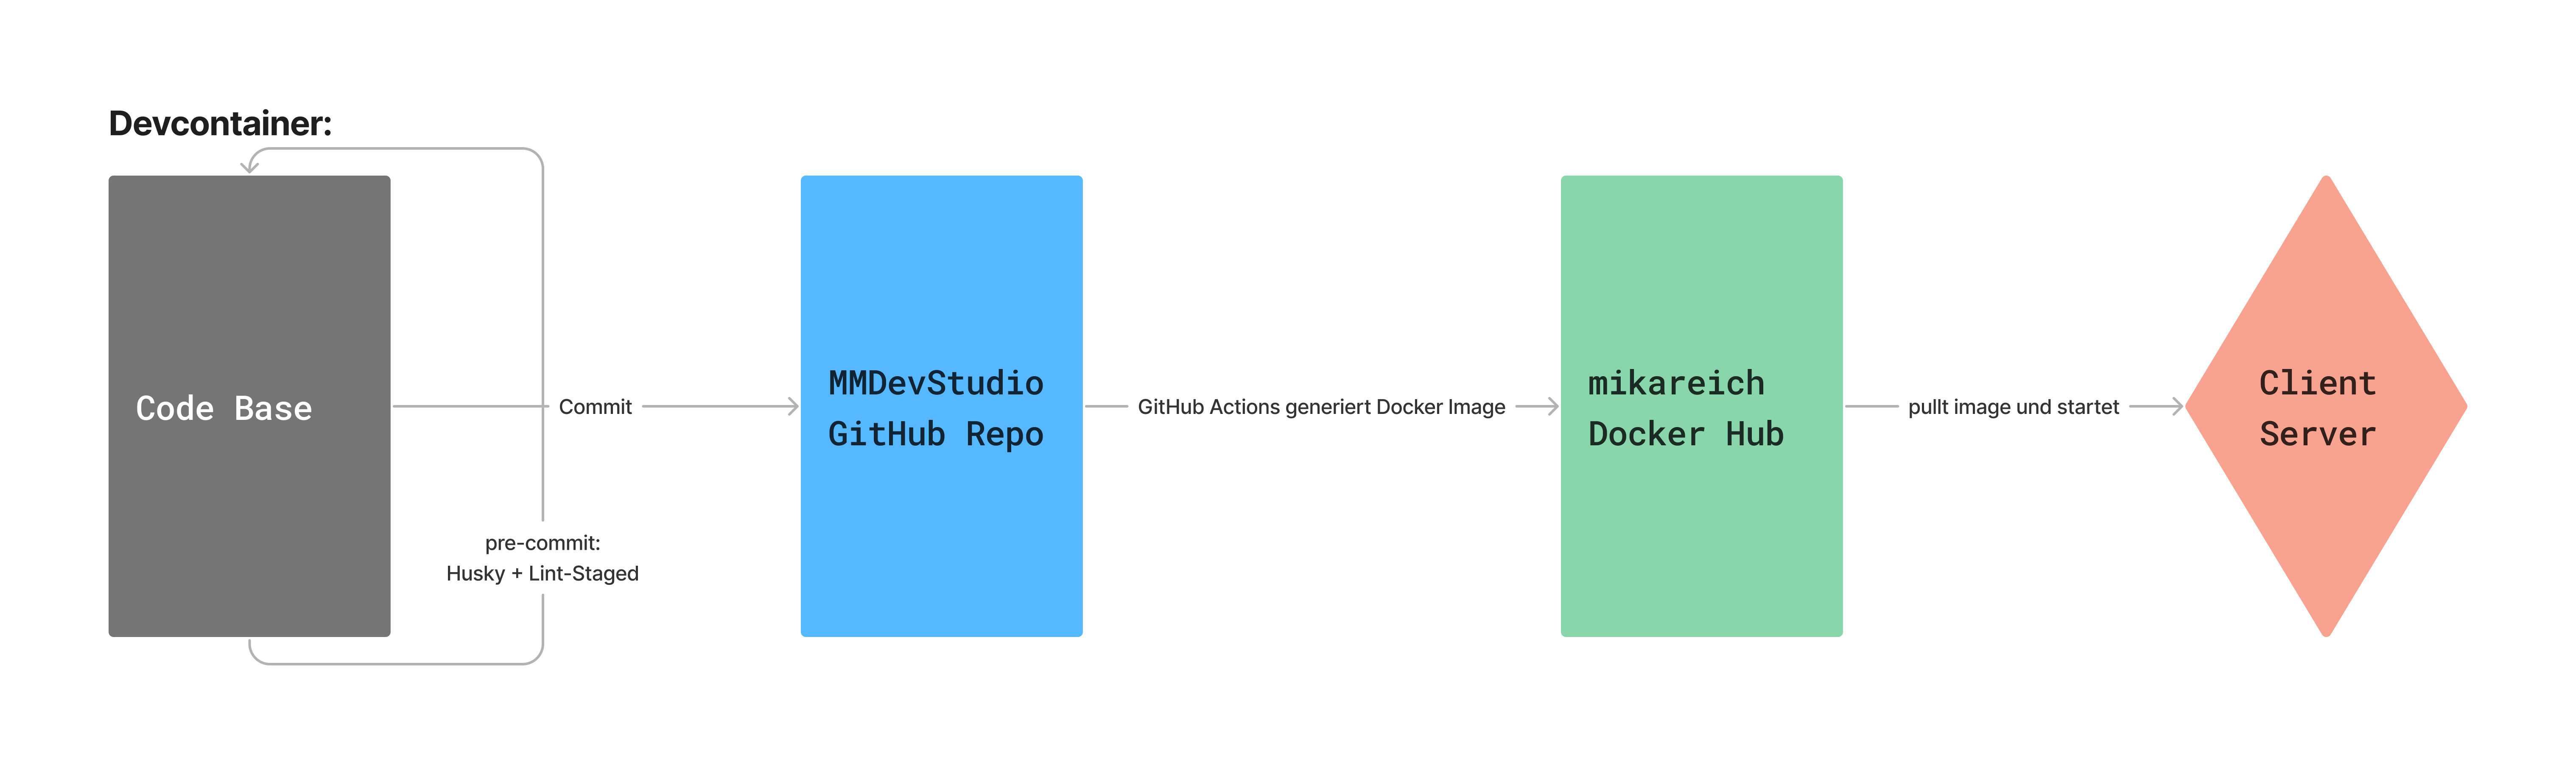 Devcontainer:
Code Base
Commit
pre-commit:
Husky + Lint-Staged
MMDevStudio
GitHub Repo
GitHub Actions generiert Docker Image
mikareich
Docker Hub
pullt image und startet
Client
Server